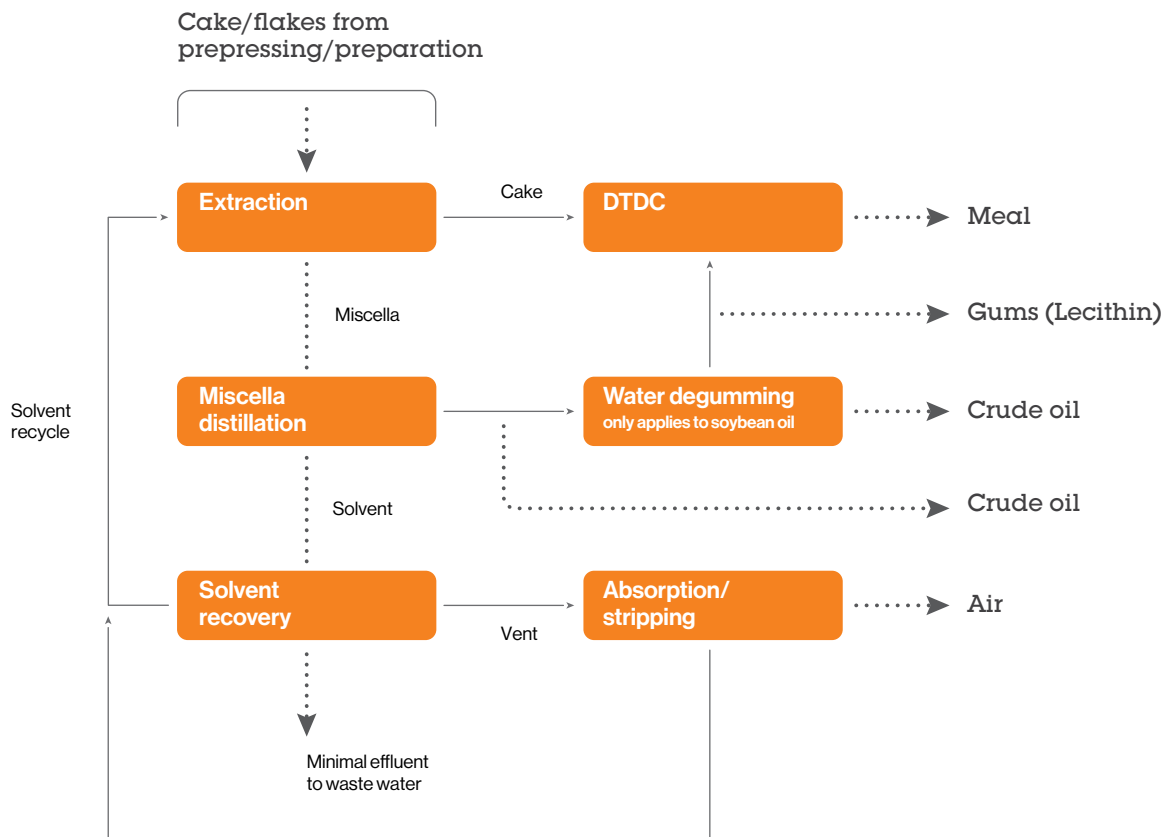 Cake/flakes from
prepressing/preparation
Extraction
Cake
DTDC
Meal
Miscella
Gums (Lecithin)
Solvent
recycle
Miscella
distillation
Water degumming
only applies to soybean oil
Crude oil
Solvent
Crude oil
Solvent
recovery
Vent
Absorption/
stripping
Air
Minimal effluent
to waste water